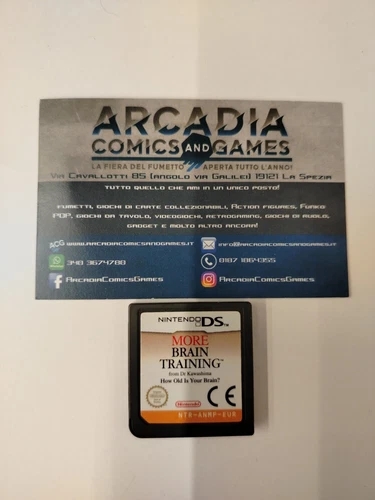 ARCADIA
COMICS AND GAMES
LA FIERA DEL FUMETTO APERTA TUTTO L'ANNO!
Via Cavallotti 85 (angolo via Galilei) 19121 La Spezia
tutto quello che ami in un unico posto!
fumetti, giochi di carte collezionabili, Action figures, Funko
POP, giochi da tavolo, videogiochi, retrogaming, giochi di ruolo,
gadget e molto altro ancora!
ACG www.arcadiacomicsandgames.it
info@arcadiacomicsandgames.it
340 3674780
0187 1864355
ArcadiaComicsGames
ArcadiaComicsGames
NINTENDO DS™
MORE
BRAIN
TRAINING™
from Dr Kawashima
How Old Is Your Brain?
Nintendo
CE
NTR-ANMP-EUR